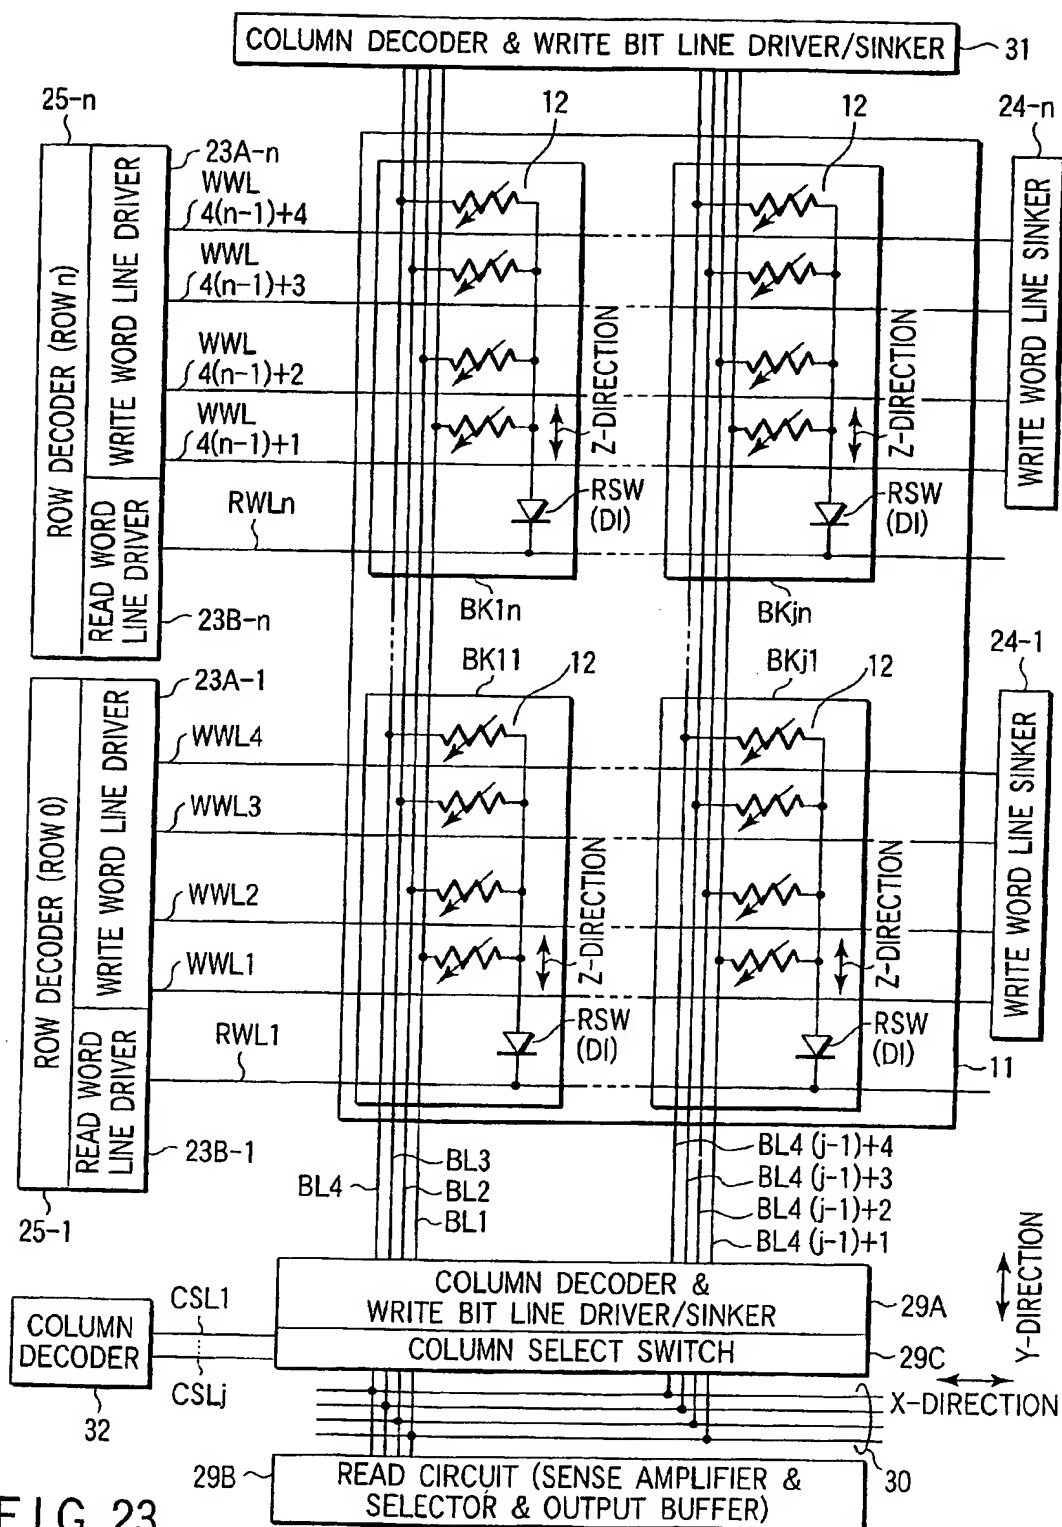 COLUMN DECODER & WRITE BIT LINE DRIVER/SINKER
31
25-n
12
12
24-n
ROW DECODER (ROW n)
WRITE WORD LINE DRIVER
READ WORD
LINE DRIVER
23A-n
WWL
4(n-1)+4
WWL
4(n-1)+3
WWL
4(n-1)+2
WWL
4(n-1)+1
RWLn
23B-n
Z-DIRECTION
RSW
(DI)
BK1n
Z-DIRECTION
RSW
(DI)
BKjn
WRITE WORD LINE SINKER
BK11
12
BKj1
12
24-1
ROW DECODER (ROW 0)
WRITE WORD LINE DRIVER
READ WORD
LINE DRIVER
23A-1
WWL4
WWL3
WWL2
WWL1
RWL1
23B-1
25-1
Z-DIRECTION
RSW
(DI)
Z-DIRECTION
RSW
(DI)
WRITE WORD LINE SINKER
11
BL4
BL3
BL2
BL1
BL4 (j-1)+4
BL4 (j-1)+3
BL4 (j-1)+2
BL4 (j-1)+1
COLUMN DECODER &
WRITE BIT LINE DRIVER/SINKER
29A
COLUMN SELECT SWITCH
29C
COLUMN
DECODER
32
CSL1
CSLj
Y-DIRECTION
X-DIRECTION
30
29B
READ CIRCUIT (SENSE AMPLIFIER &
SELECTOR & OUTPUT BUFFER)
FIG. 23